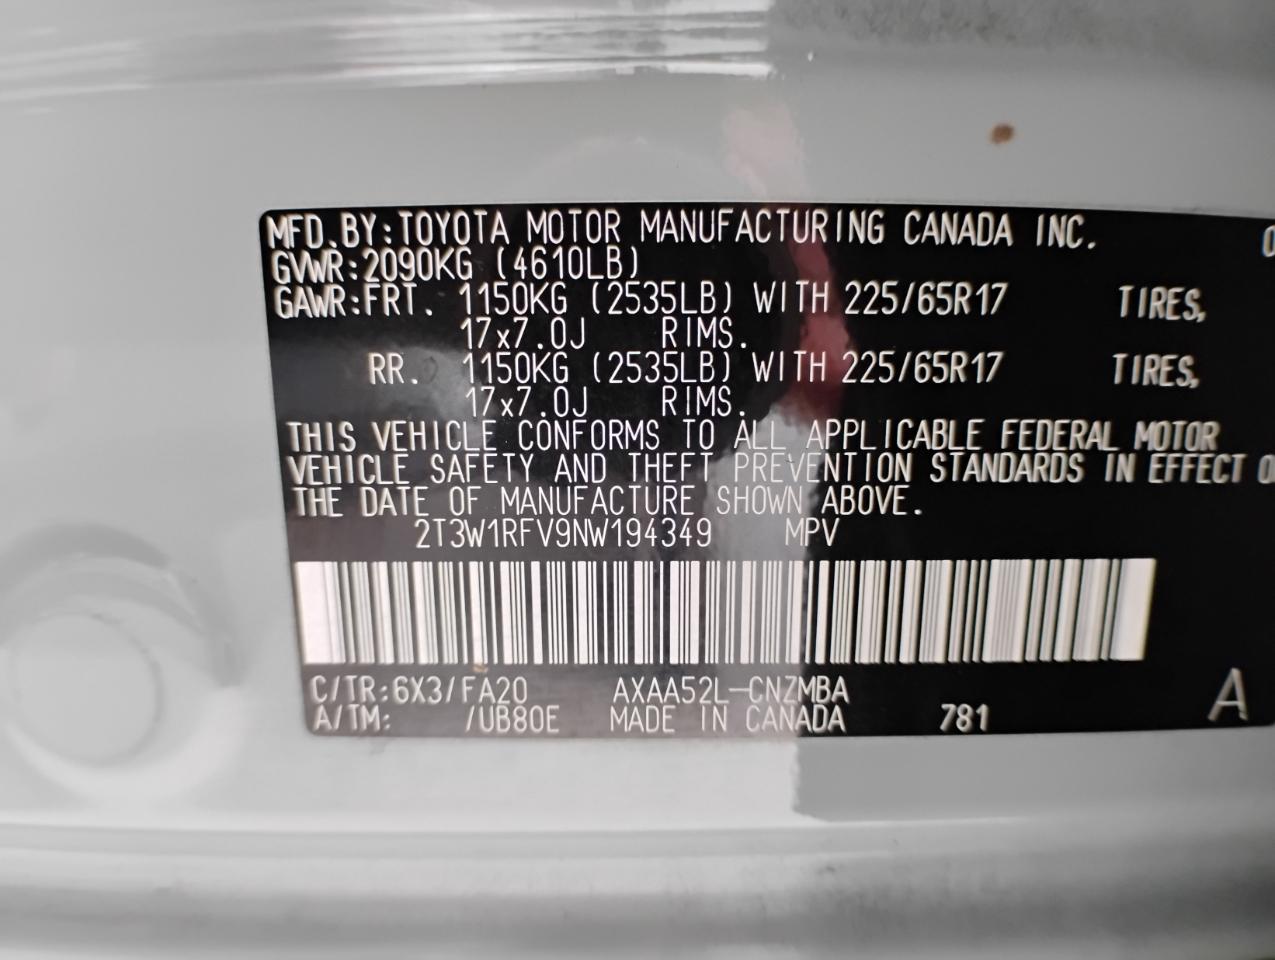 MFD.BY:TOYOTA MOTOR MANUFACTURING CANADA INC.
GVWR:2090KG (4610LB)
GAWR:FRT. 1150KG (2535LB) WITH 225/65R17 TIRES,
17x7.0J RIMS.
RR. 1150KG (2535LB) WITH 225/65R17 TIRES,
17x7.0J RIMS.
THIS VEHICLE CONFORMS TO ALL APPLICABLE FEDERAL MOTOR
VEHICLE SAFETY AND THEFT PREVENTION STANDARDS IN EFFECT
THE DATE OF MANUFACTURE SHOWN ABOVE.
2T3W1RFV9NW194349 MPV
C/TR:6X3/FA20 AXAA52L-CNZMBA A
A/TM: /UB80E MADE IN CANADA 781